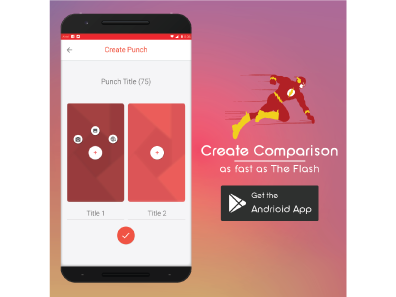 Create Punch
Punch Title (75)
Title 1
Title 2
Create Comparison
as fast as The Flash
Get the
Android App